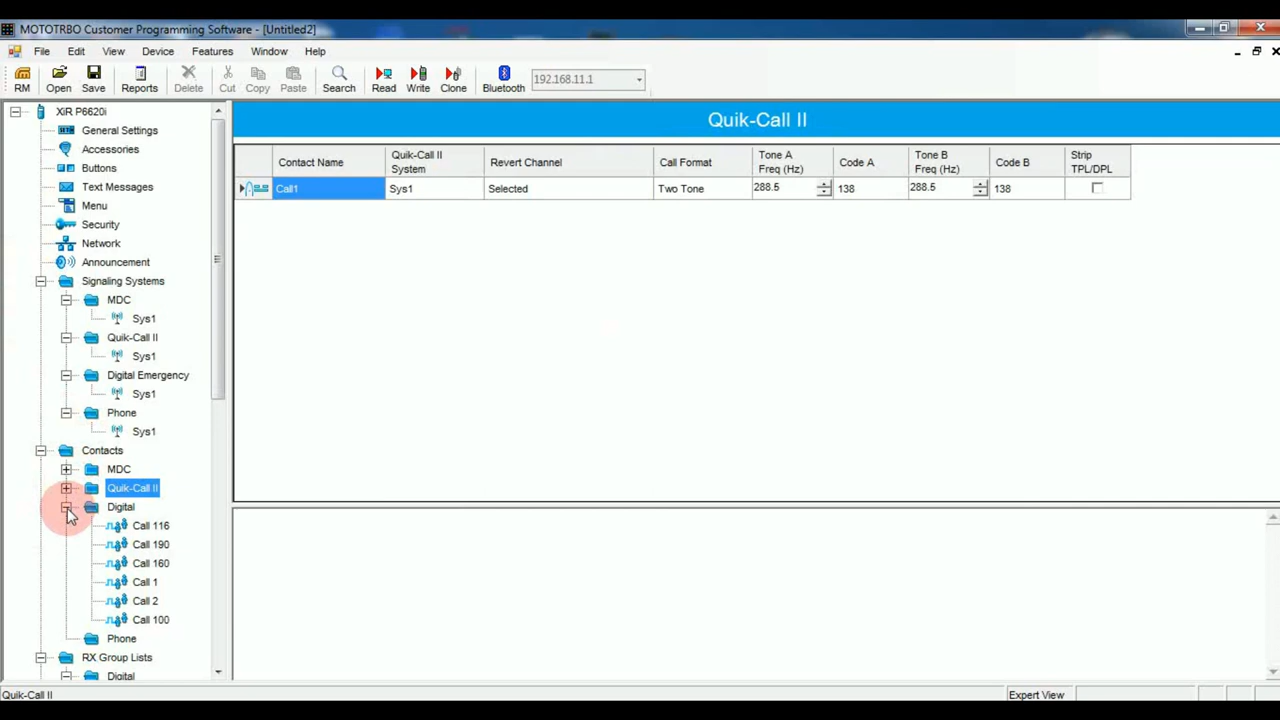 MOTOTRBO Customer Programming Software - [Untitled2]
File Edit View Device Features Window Help
RM Open Save Reports Delete Cut Copy Paste Search Read Write Clone Bluetooth 192.168.11.1
XiR P6620i
General Settings
Accessories
Buttons
Text Messages
Menu
Security
Network
Announcement
Signaling Systems
MDC
Sys1
Quik-Call II
Sys1
Digital Emergency
Sys1
Phone
Sys1
Contacts
MDC
Quik-Call II
Digital
Call 116
Call 190
Call 160
Call 1
Call 2
Call 100
Phone
RX Group Lists
Digital
Quik-Call II
Contact Name Quik-Call II System Revert Channel Call Format Tone A Freq (Hz) Code A Tone B Freq (Hz) Code B Strip TPL/DPL
Call1 Sys1 Selected Two Tone 288.5 138 288.5 138
Quik-Call II Expert View